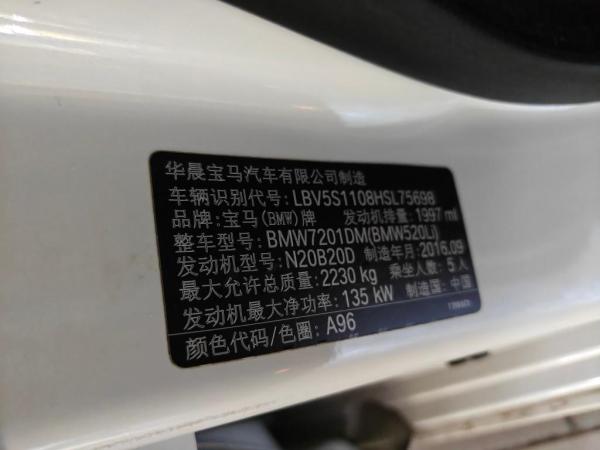 华晨宝马汽车有限公司制造
车辆识别代号: LBV5S1108HSL75698
品牌: 宝马(BMW)牌 发动机排量: 1997 ml
整车型号: BMW7201DM(BMW520Li)
发动机型号: N20B20D 制造年月: 2016.09
最大允许总质量: 2230 kg 乘坐人数: 5 人
发动机最大净功率: 135 kW 制造国: 中国
颜色代码/色圈: A96